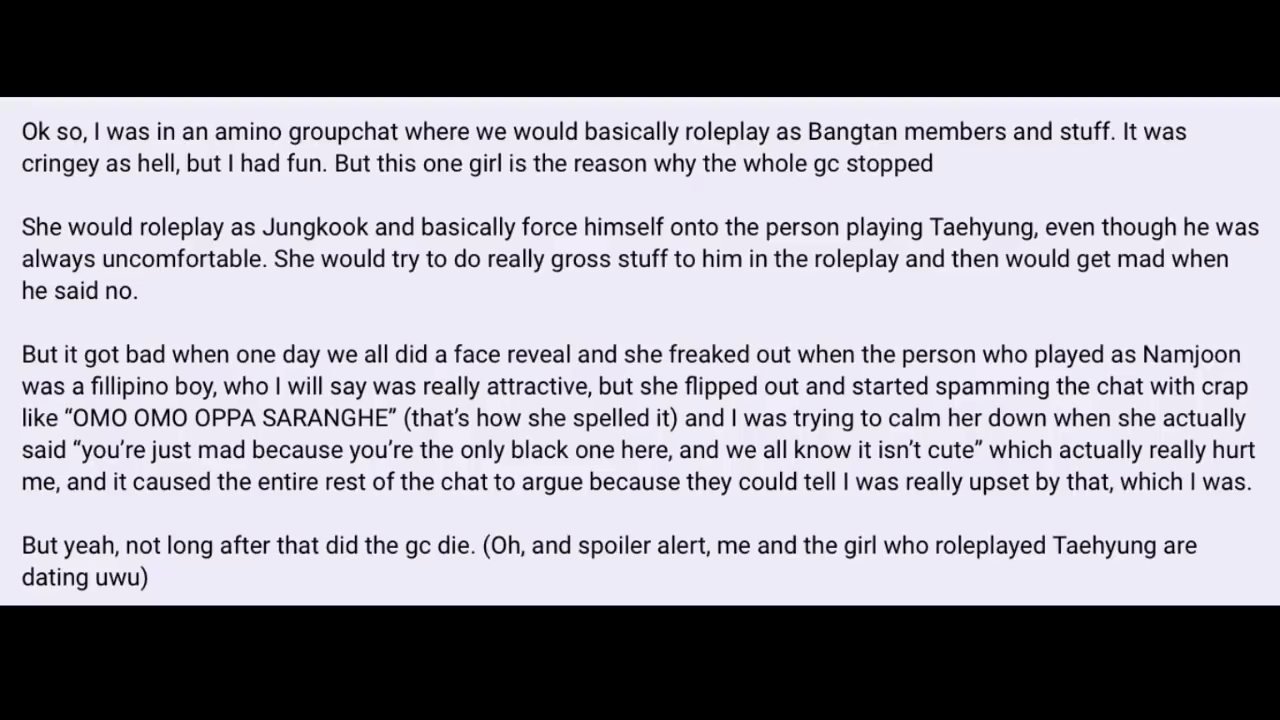 Ok so, I was in an amino groupchat where we would basically roleplay as Bangtan members and stuff. It was
cringey as hell, but I had fun. But this one girl is the reason why the whole gc stopped
She would roleplay as Jungkook and basically force himself onto the person playing Taehyung, even though he was
always uncomfortable. She would try to do really gross stuff to him in the roleplay and then would get mad when
he said no.
But it got bad when one day we all did a face reveal and she freaked out when the person who played as Namjoon
was a fillipino boy, who I will say was really attractive, but she flipped out and started spamming the chat with crap
like “OMO OMO OPPA SARANGHE” (that’s how she spelled it) and I was trying to calm her down when she actually
said “you’re just mad because you’re the only black one here, and we all know it isn’t cute” which actually really hurt
me, and it caused the entire rest of the chat to argue because they could tell I was really upset by that, which I was.
But yeah, not long after that did the gc die. (Oh, and spoiler alert, me and the girl who roleplayed Taehyung are
dating uwu)